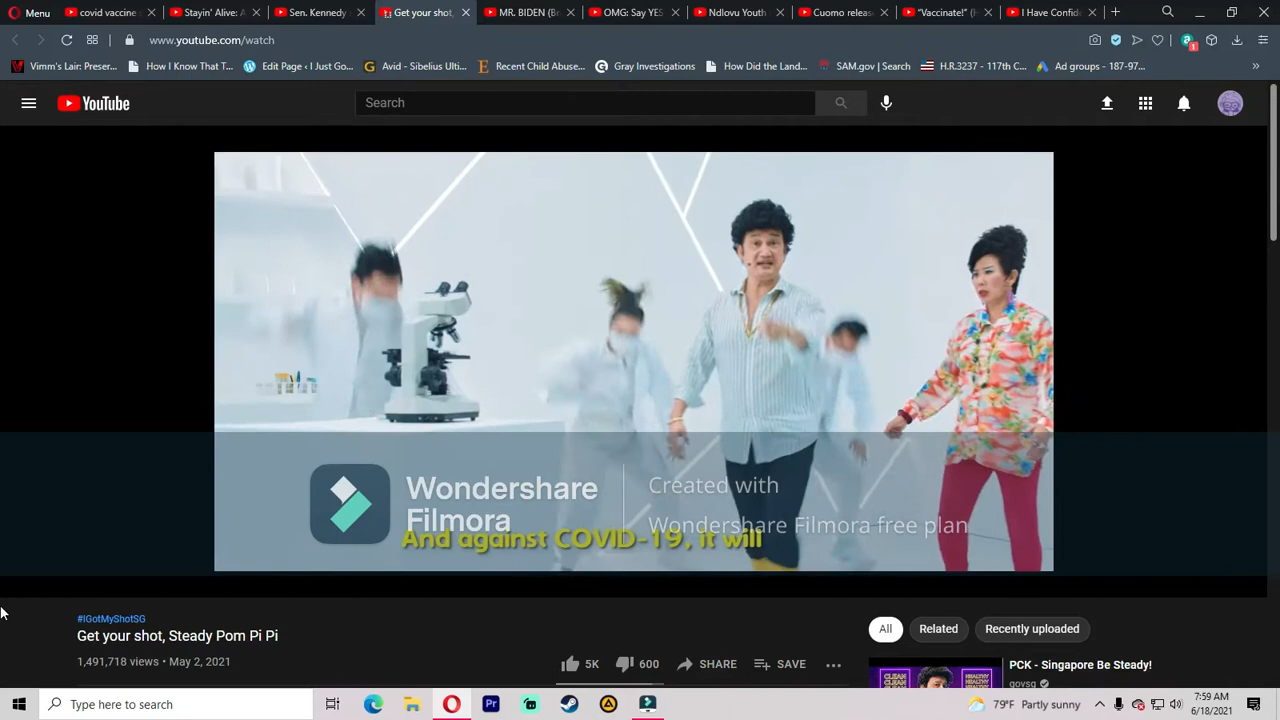 Menu
covid vaccine
Stayin' Alive: A
Sen. Kennedy
Get your shot,
MR. BIDEN (B
OMG: Say YES
Ndlovu Youth
Cuomo releas
"Vaccinate!" (H
I Have Confid
www.youtube.com/watch
1
Vimm's Lair: Preser...
How I Know That T...
Edit Page ‹ I Just Go...
Avid - Sibelius Ulti...
Recent Child Abuse...
Gray Investigations
How Did the Land...
SAM.gov | Search
H.R.3237 - 117th C...
Ad groups - 187-97...
»
YouTube
Search
Wondershare
Filmora
Created with
Wondershare Filmora free plan
And against COVID-19, it will
#IGotMyShotSG
Get your shot, Steady Pom Pi Pi
1,491,718 views • May 2, 2021
5K
600
SHARE
SAVE
All
Related
Recently uploaded
PCK - Singapore Be Steady!
govsg
Type here to search
79°F Partly sunny
7:59 AM
6/18/2021